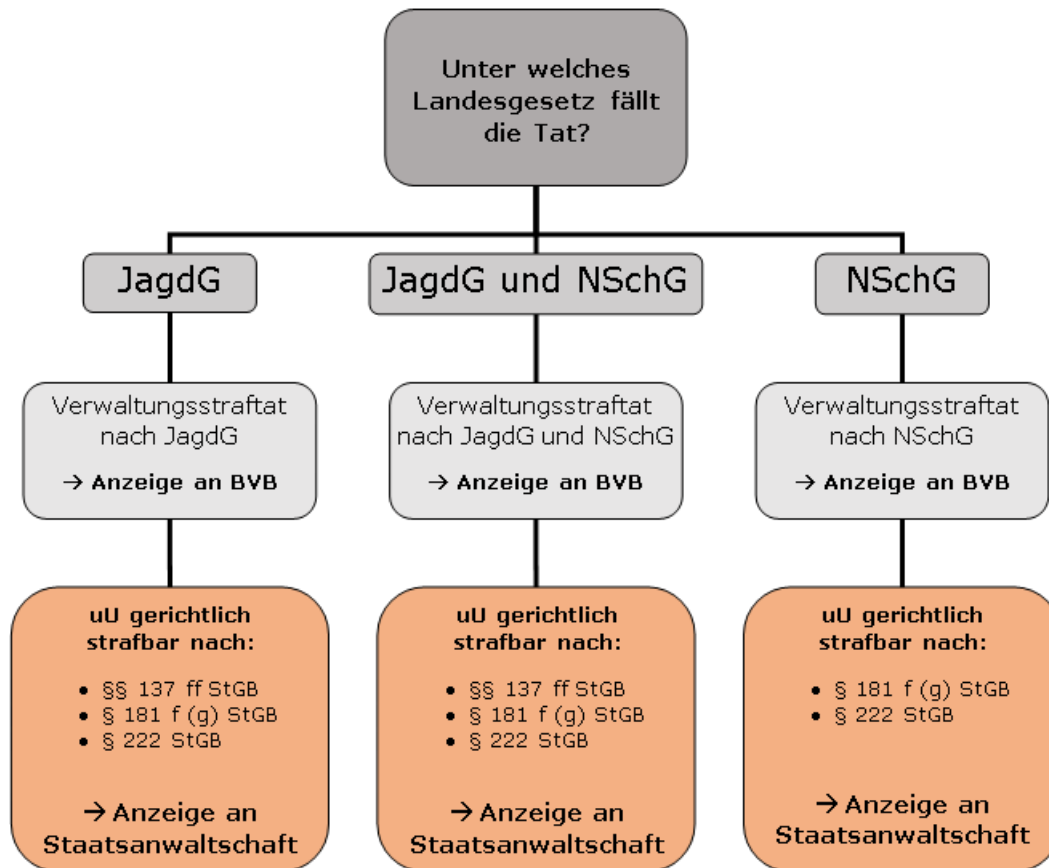 Unter welches
Landesgesetz fällt
die Tat?
JagdG
JagdG und NSchG
NSchG
Verwaltungsstraftat
nach JagdG
→ Anzeige an BVB
Verwaltungsstraftat
nach JagdG und NSchG
→ Anzeige an BVB
Verwaltungsstraftat
nach NSchG
→ Anzeige an BVB
uU gerichtlich
strafbar nach:
• §§ 137 ff StGB
• § 181 f (g) StGB
• § 222 StGB
→ Anzeige an
Staatsanwaltschaft
uU gerichtlich
strafbar nach:
• §§ 137 ff StGB
• § 181 f (g) StGB
• § 222 StGB
→ Anzeige an
Staatsanwaltschaft
uU gerichtlich
strafbar nach:
• § 181 f (g) StGB
• § 222 StGB
→ Anzeige an
Staatsanwaltschaft